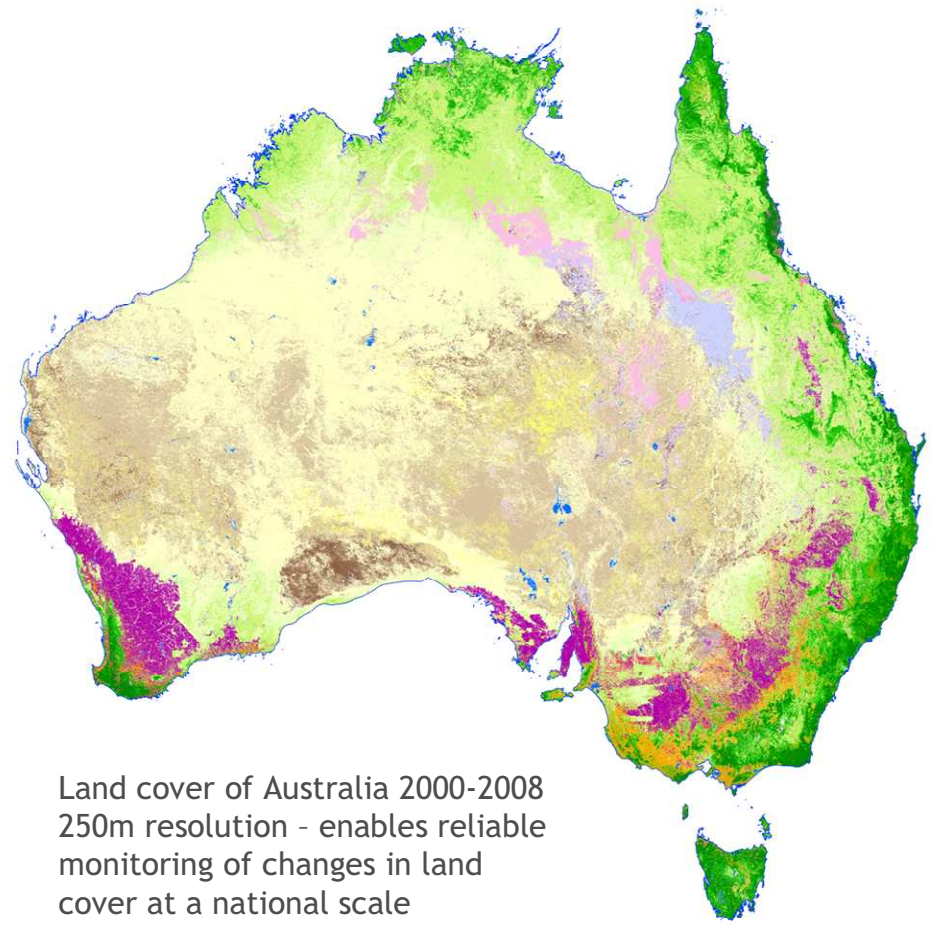 Land cover of Australia 2000-2008
250m resolution – enables reliable
monitoring of changes in land
cover at a national scale